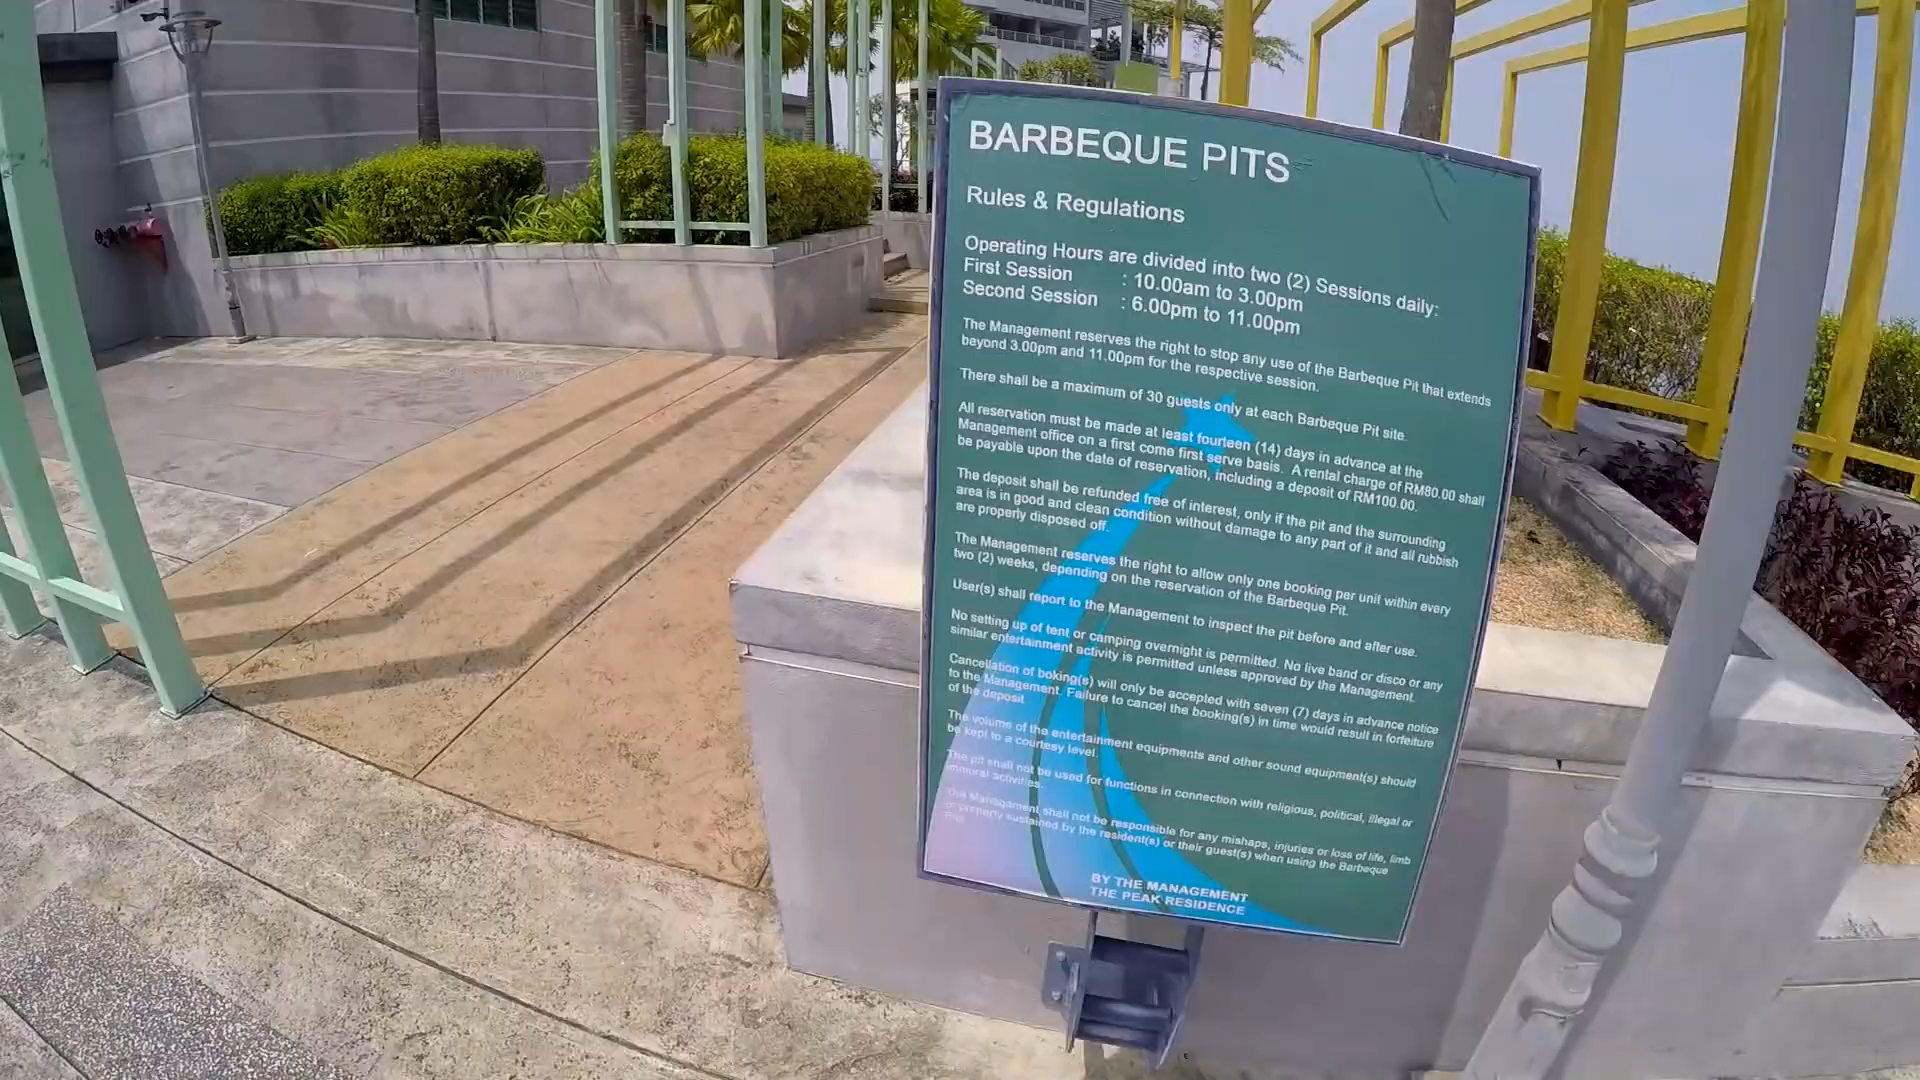 BARBEQUE PITS
Rules & Regulations
Operating Hours are divided into two (2) Sessions daily:
First Session : 10.00am to 3.00pm
Second Session : 6.00pm to 11.00pm
The Management reserves the right to stop any use of the Barbeque Pit that extends
beyond 3.00pm and 11.00pm for the respective session.
There shall be a maximum of 30 guests only at each Barbeque Pit site.
All reservation must be made at least fourteen (14) days in advance at the
Management office on a first come first serve basis. A rental charge of RM80.00 shall
be payable upon the date of reservation, including a deposit of RM100.00.
The deposit shall be refunded free of interest, only if the pit and the surrounding
area is in good and clean condition without damage to any part of it and all rubbish
are properly disposed off.
The Management reserves the right to allow only one booking per unit within every
two (2) weeks, depending on the reservation of the Barbeque Pit.
User(s) shall report to the Management to inspect the pit before and after use.
No setting up of tent or camping overnight is permitted. No live band or disco or any
similar entertainment activity is permitted unless approved by the Management.
Cancellation of boking(s) will only be accepted with seven (7) days in advance notice
to the Management. Failure to cancel the booking(s) in time would result in forfeiture
of the deposit
The volume of the entertainment equipments and other sound equipment(s) should
be kept to a courtesy level.
The pit shall not be used for functions in connection with religious, political, illegal or
immoral activities.
The Management shall not be responsible for any mishaps, injuries or loss of life, limb
or property sustained by the resident(s) or their guest(s) when using the Barbeque
Pits.
BY THE MANAGEMENT
THE PEAK RESIDENCE